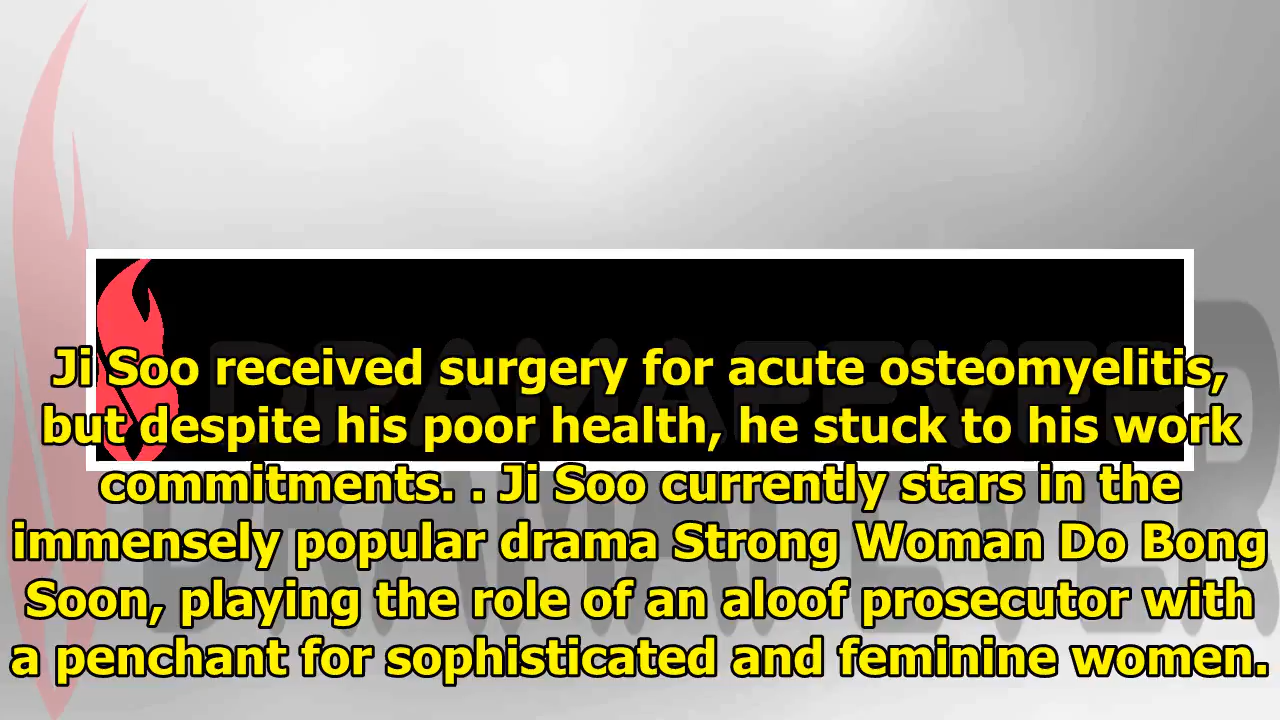 DRAMAFEVER
Ji Soo received surgery for acute osteomyelitis,
but despite his poor health, he stuck to his work
commitments. . Ji Soo currently stars in the
immensely popular drama Strong Woman Do Bong
Soon, playing the role of an aloof prosecutor with
a penchant for sophisticated and feminine women.
DRAMAFEVER